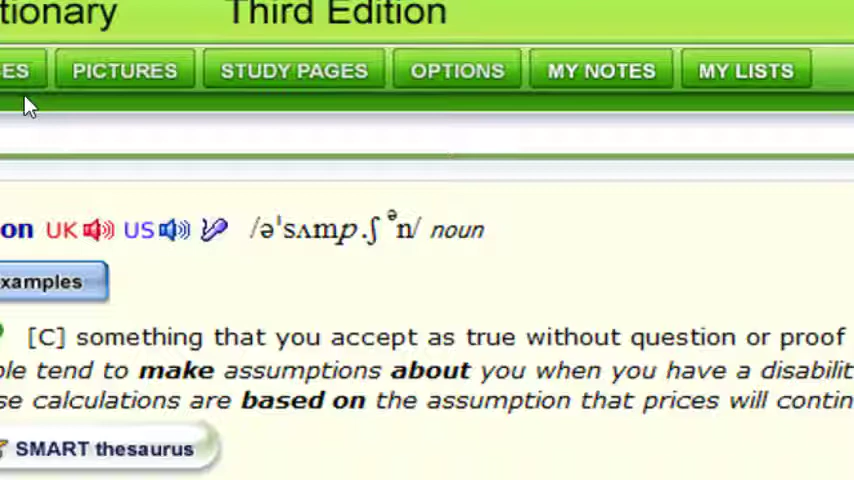 tionary Third Edition
ES PICTURES STUDY PAGES OPTIONS MY NOTES MY LISTS
on UK US /əˈsʌmp.ʃᵊn/ noun
xamples
[C] something that you accept as true without question or proof
ple tend to make assumptions about you when you have a disabilit
se calculations are based on the assumption that prices will contin
SMART thesaurus